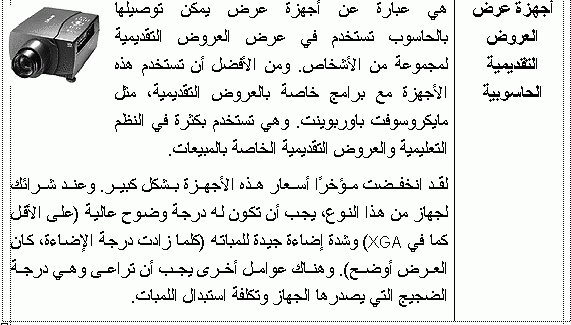 أجهزة عرض
العروض
التقديمية
الحاسوبية
هي عبارة عن أجهزة عرض يمكن توصيلها
بالحاسوب تستخدم في عرض العروض التقديمية
لمجموعة من الأشخاص. ومن الأفضل أن تستخدم هذه
الأجهزة مع برامج خاصة بالعروض التقديمية، مثل
مايكروسوفت باوربوينت. وهي تستخدم بكثرة في النظم
التعليمية والعروض التقديمية الخاصة بالمبيعات.
لقد انخفضت مؤخرًا أسعار هذه الأجهزة بشكل كبير. وعند شرائك
لجهاز من هذا النوع، يجب أن تكون له درجة وضوح عالية (على الأقل
كما في XGA) وشدة إضاءة جيدة للمباته (كلما زادت درجة الإضاءة، كان
العرض أوضح). وهناك عوامل أخرى يجب أن تراعى وهي درجة
الضجيج التي يصدرها الجهاز وتكلفة استبدال اللمبات.